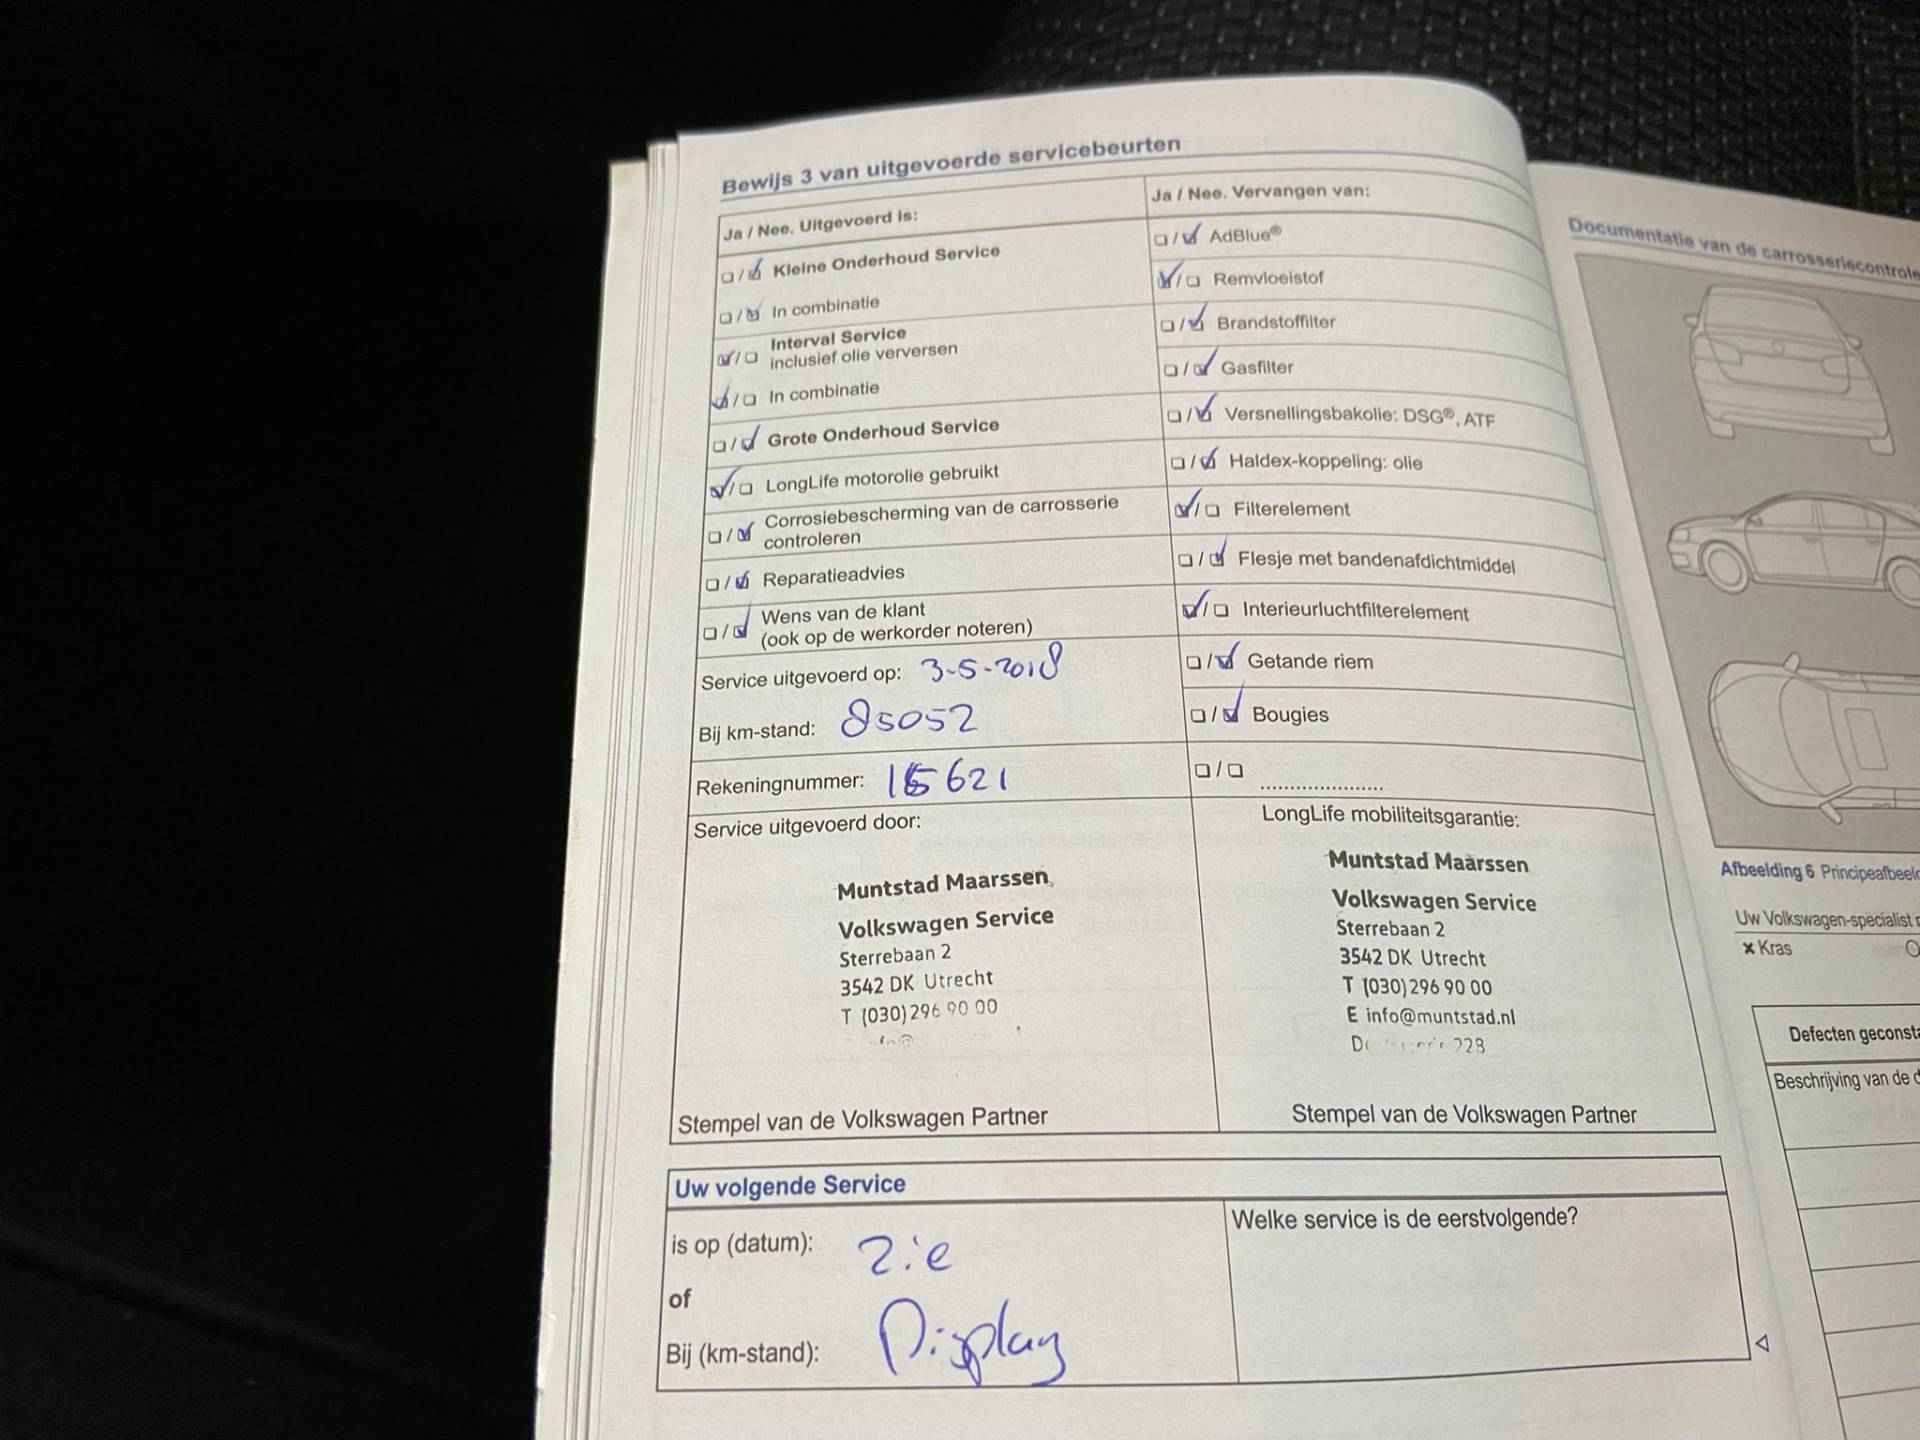 Bewijs 3 van uitgevoerde servicebeurten
Ja / Nee. Uitgevoerd is:
☐ / ☑ Kleine Onderhoud Service
☐ / ☑ In combinatie
☑ / ☐ Interval Service
inclusief olie verversen
☑ / ☐ In combinatie
☐ / ☑ Grote Onderhoud Service
☑ / ☐ LongLife motorolie gebruikt
☐ / ☑ Corrosiebescherming van de carrosserie
controleren
☐ / ☑ Reparatieadvies
☐ / ☑ Wens van de klant
(ook op de werkorder noteren)
Service uitgevoerd op: 3-5-2018
Bij km-stand: 85052
Rekeningnummer: 15621
Service uitgevoerd door:
Muntstad Maarssen
Volkswagen Service
Sterrebaan 2
3542 DK Utrecht
T (030) 296 90 00
Stempel van de Volkswagen Partner
Ja / Nee. Vervangen van:
☐ / ☑ AdBlue®
☑ / ☐ Remvloeistof
☐ / ☑ Brandstoffilter
☐ / ☑ Gasfilter
☐ / ☑ Versnellingsbakolie: DSG®, ATF
☐ / ☑ Haldex-koppeling: olie
☑ / ☐ Filterelement
☐ / ☑ Flesje met bandenafdichtmiddel
☑ / ☐ Interieurluchtfilterelement
☐ / ☑ Getande riem
☐ / ☑ Bougies
☐ / ☐ ......................
LongLife mobiliteitsgarantie:
Muntstad Maarssen
Volkswagen Service
Sterrebaan 2
3542 DK Utrecht
T (030) 296 90 00
E info@muntstad.nl
Stempel van de Volkswagen Partner
Uw volgende Service
is op (datum): zie
of
Bij (km-stand): Display
Welke service is de eerstvolgende?
Documentatie van de carrosseriecontrole
Afbeelding 6
Uw Volkswagen-specialist
× Kras
Defecten
Beschrijving van de